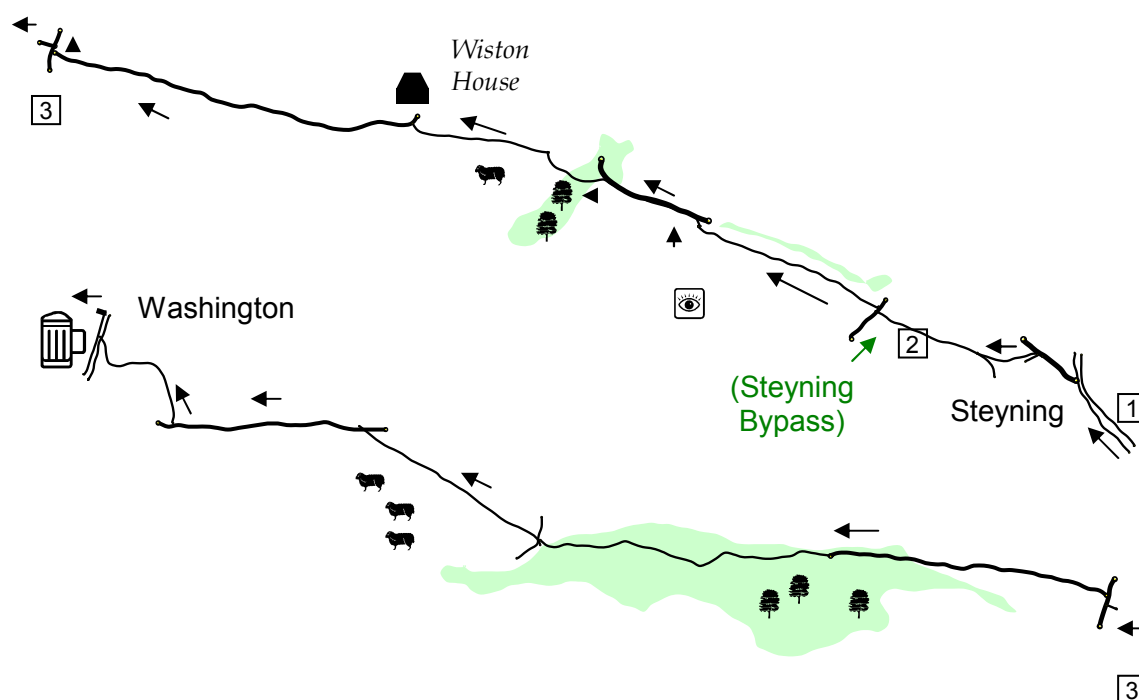 Wiston
House
3
Washington
2
(Steyning
Bypass)
Steyning
1
3